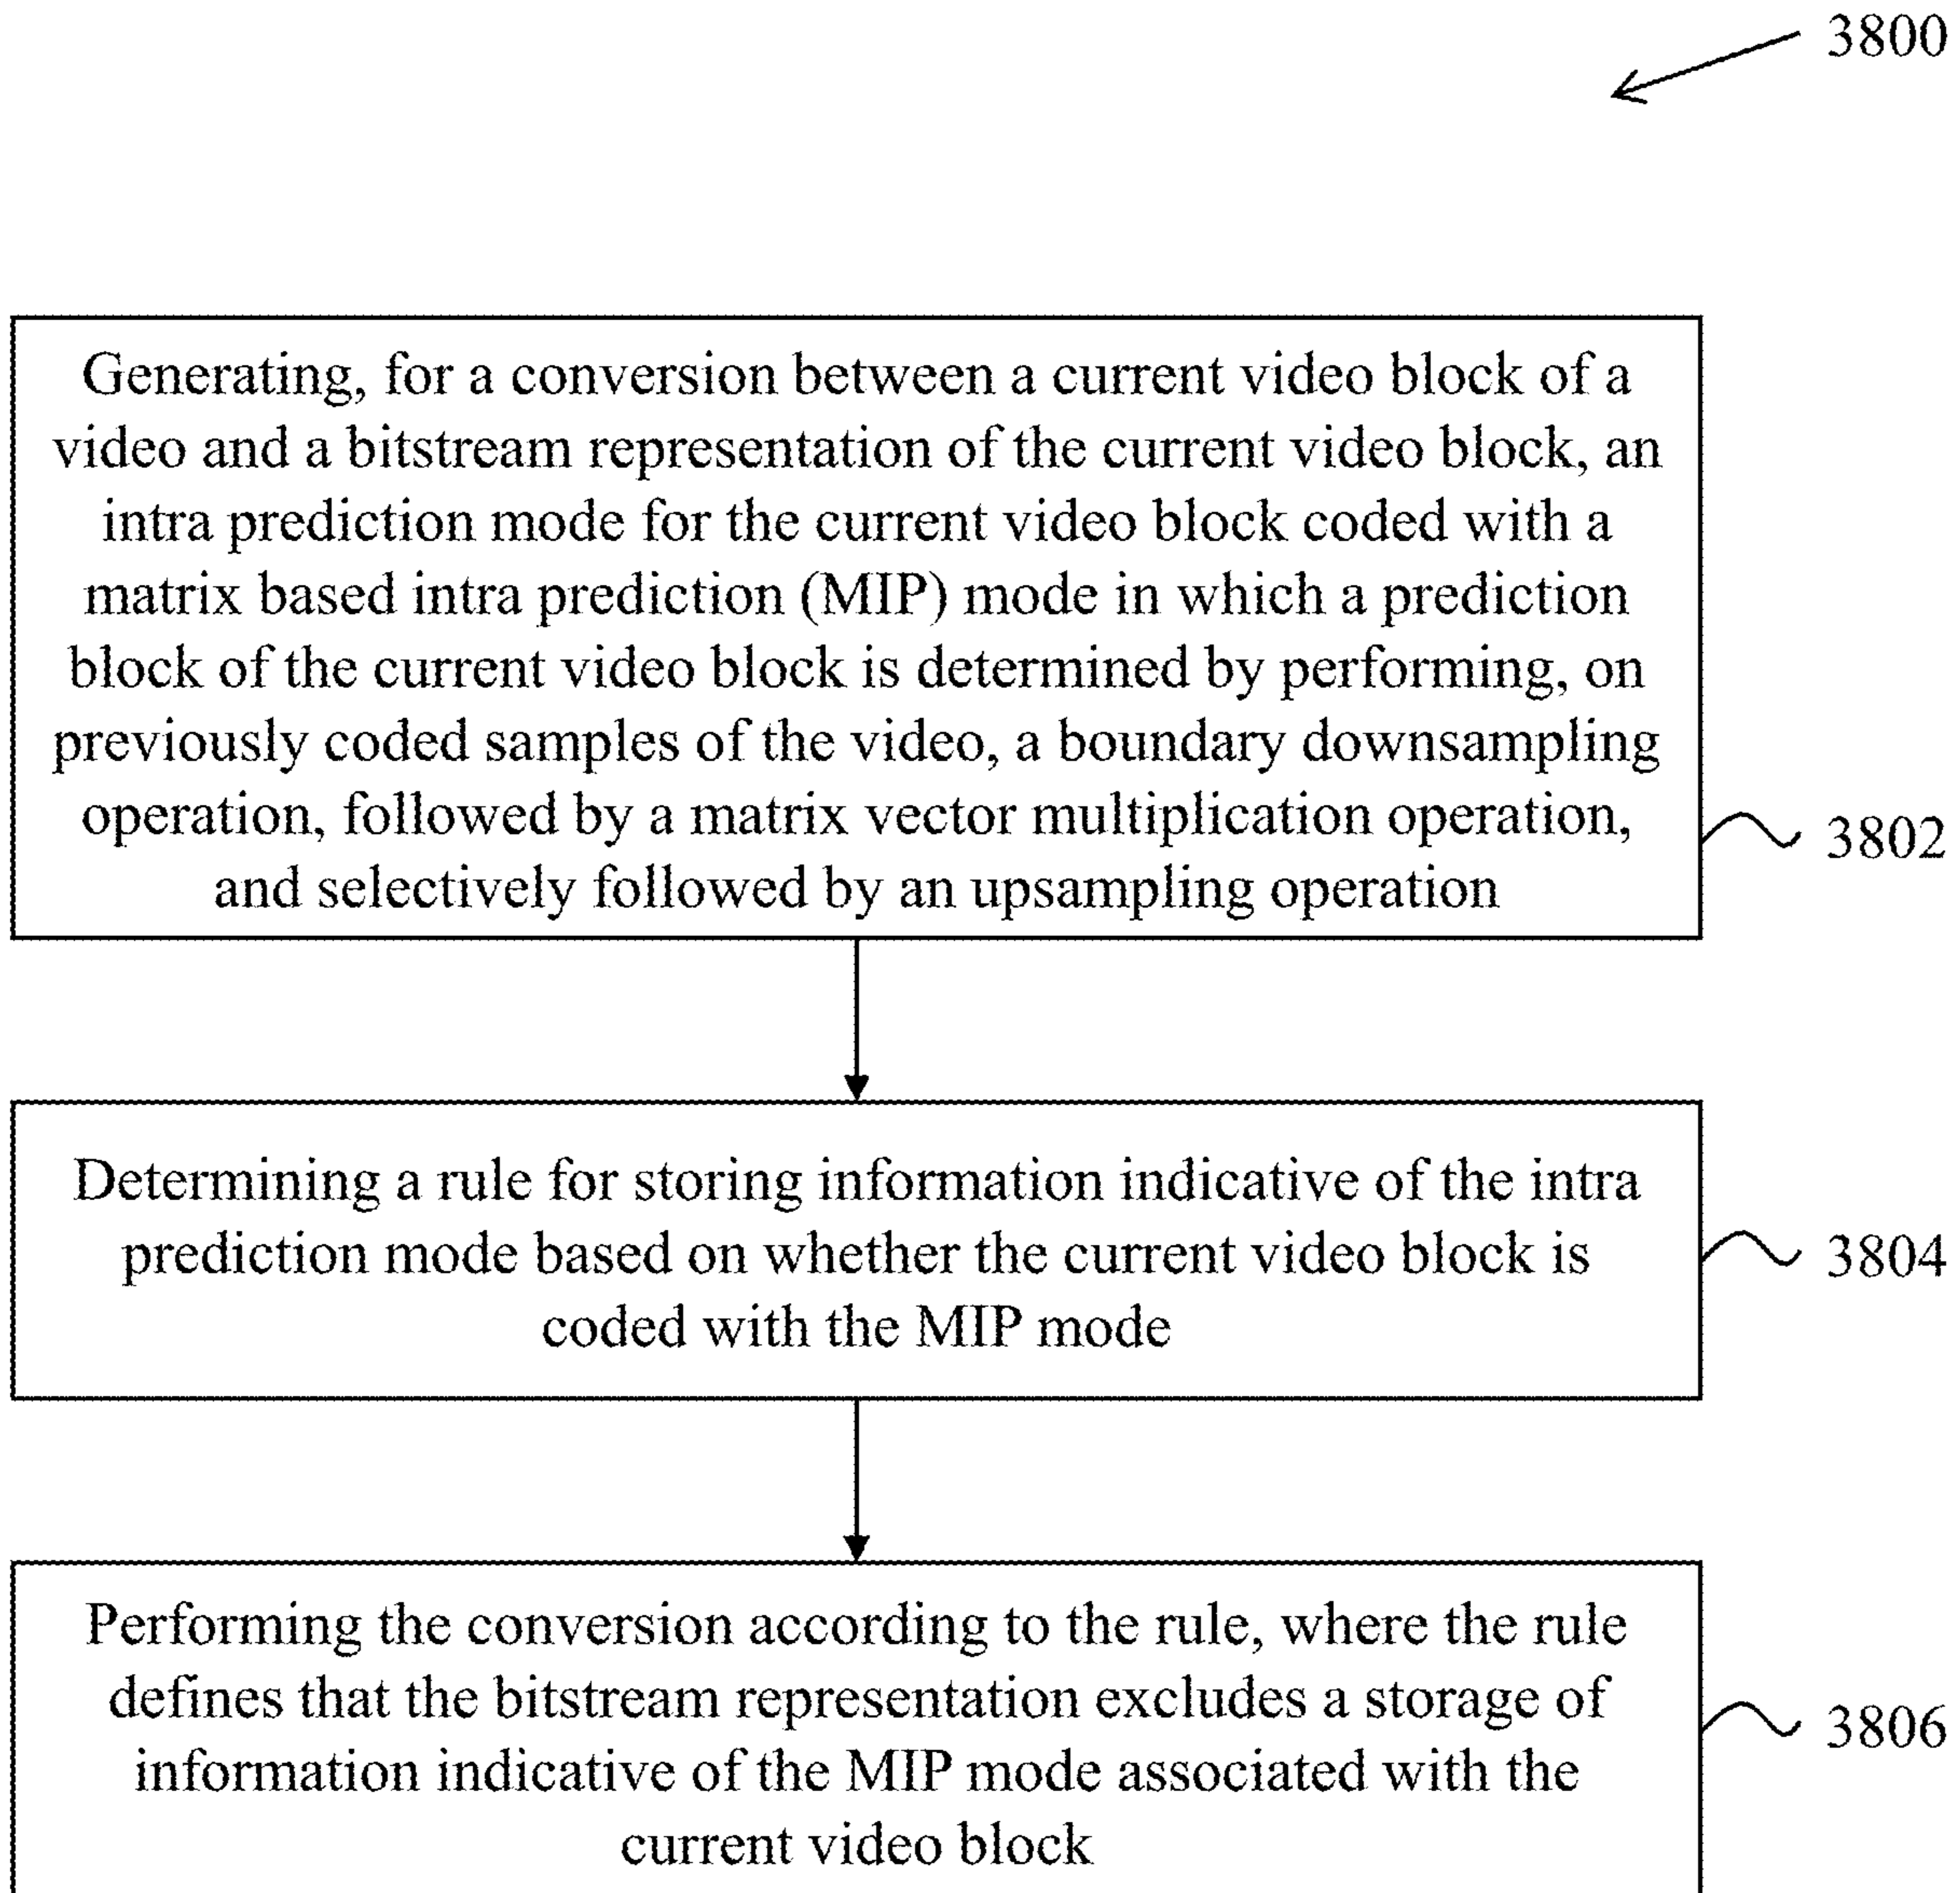 3800
Generating, for a conversion between a current video block of a
video and a bitstream representation of the current video block, an
intra prediction mode for the current video block coded with a
matrix based intra prediction (MIP) mode in which a prediction
block of the current video block is determined by performing, on
previously coded samples of the video, a boundary downsampling
operation, followed by a matrix vector multiplication operation,
and selectively followed by an upsampling operation
3802
Determining a rule for storing information indicative of the intra
prediction mode based on whether the current video block is
coded with the MIP mode
3804
Performing the conversion according to the rule, where the rule
defines that the bitstream representation excludes a storage of
information indicative of the MIP mode associated with the
current video block
3806